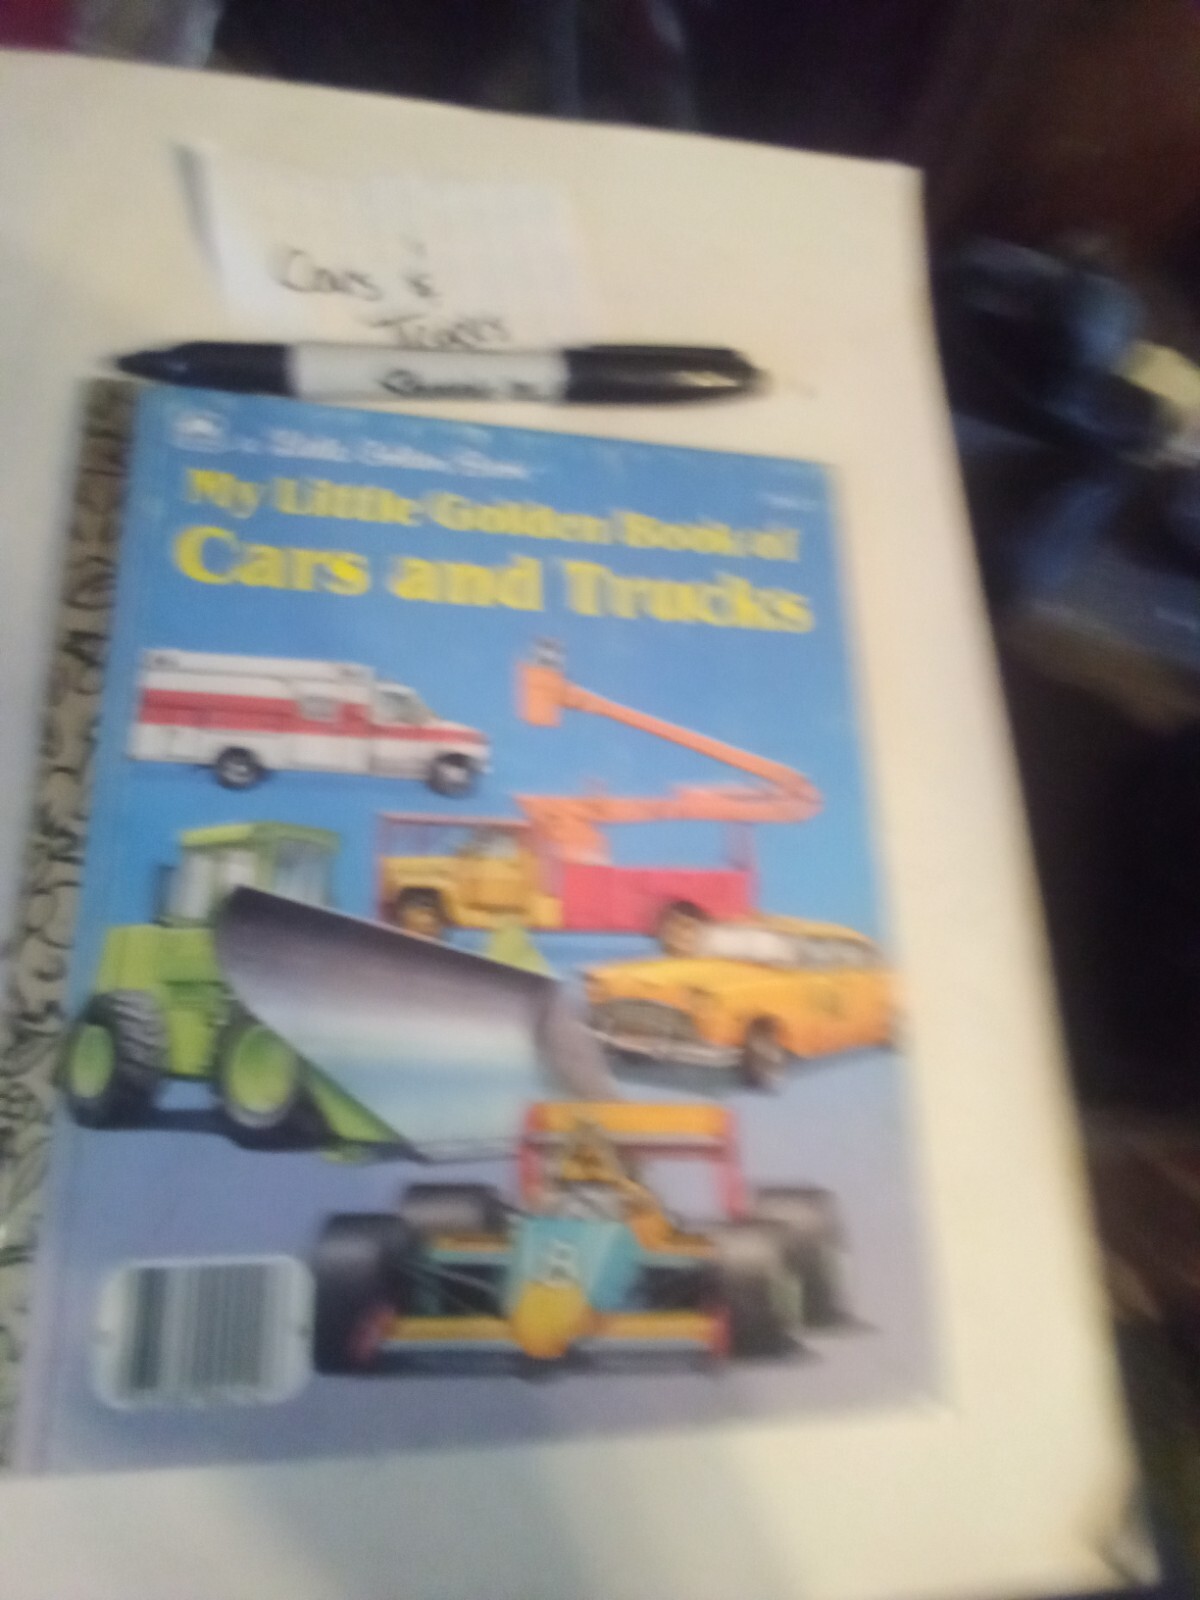 Cars &
Trucks
A Little Golden Book
My Little Golden Book of
Cars and Trucks